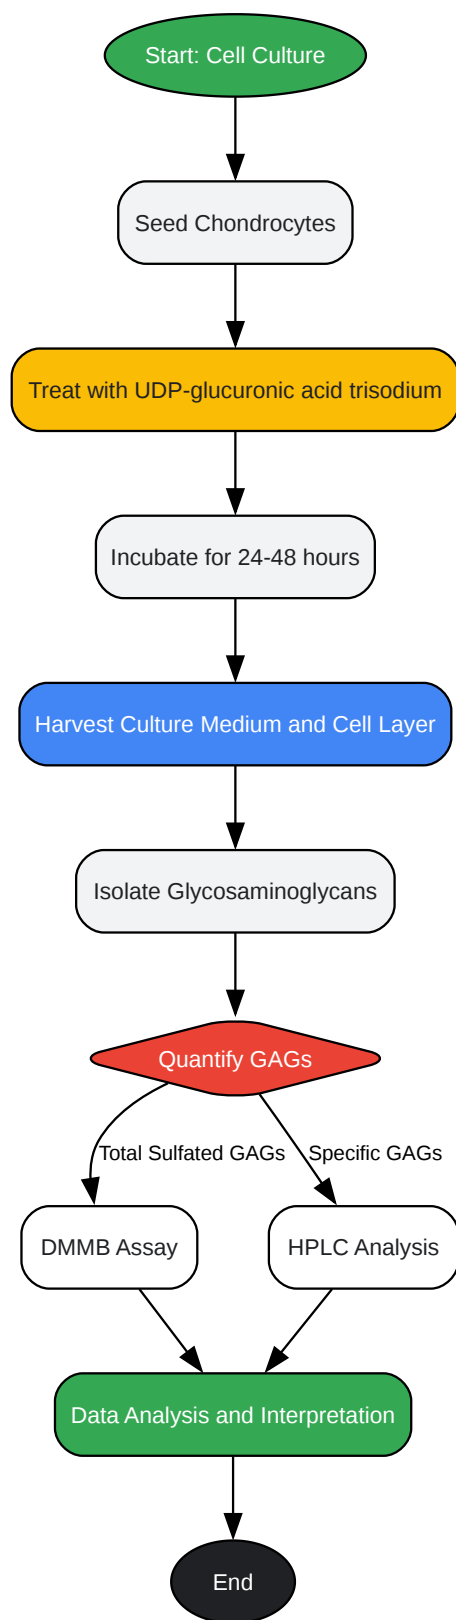 Start: Cell Culture
Seed Chondrocytes
Treat with UDP-glucuronic acid trisodium
Incubate for 24-48 hours
Harvest Culture Medium and Cell Layer
Isolate Glycosaminoglycans
Quantify GAGs
Total Sulfated GAGs
Specific GAGs
DMMB Assay
HPLC Analysis
Data Analysis and Interpretation
End